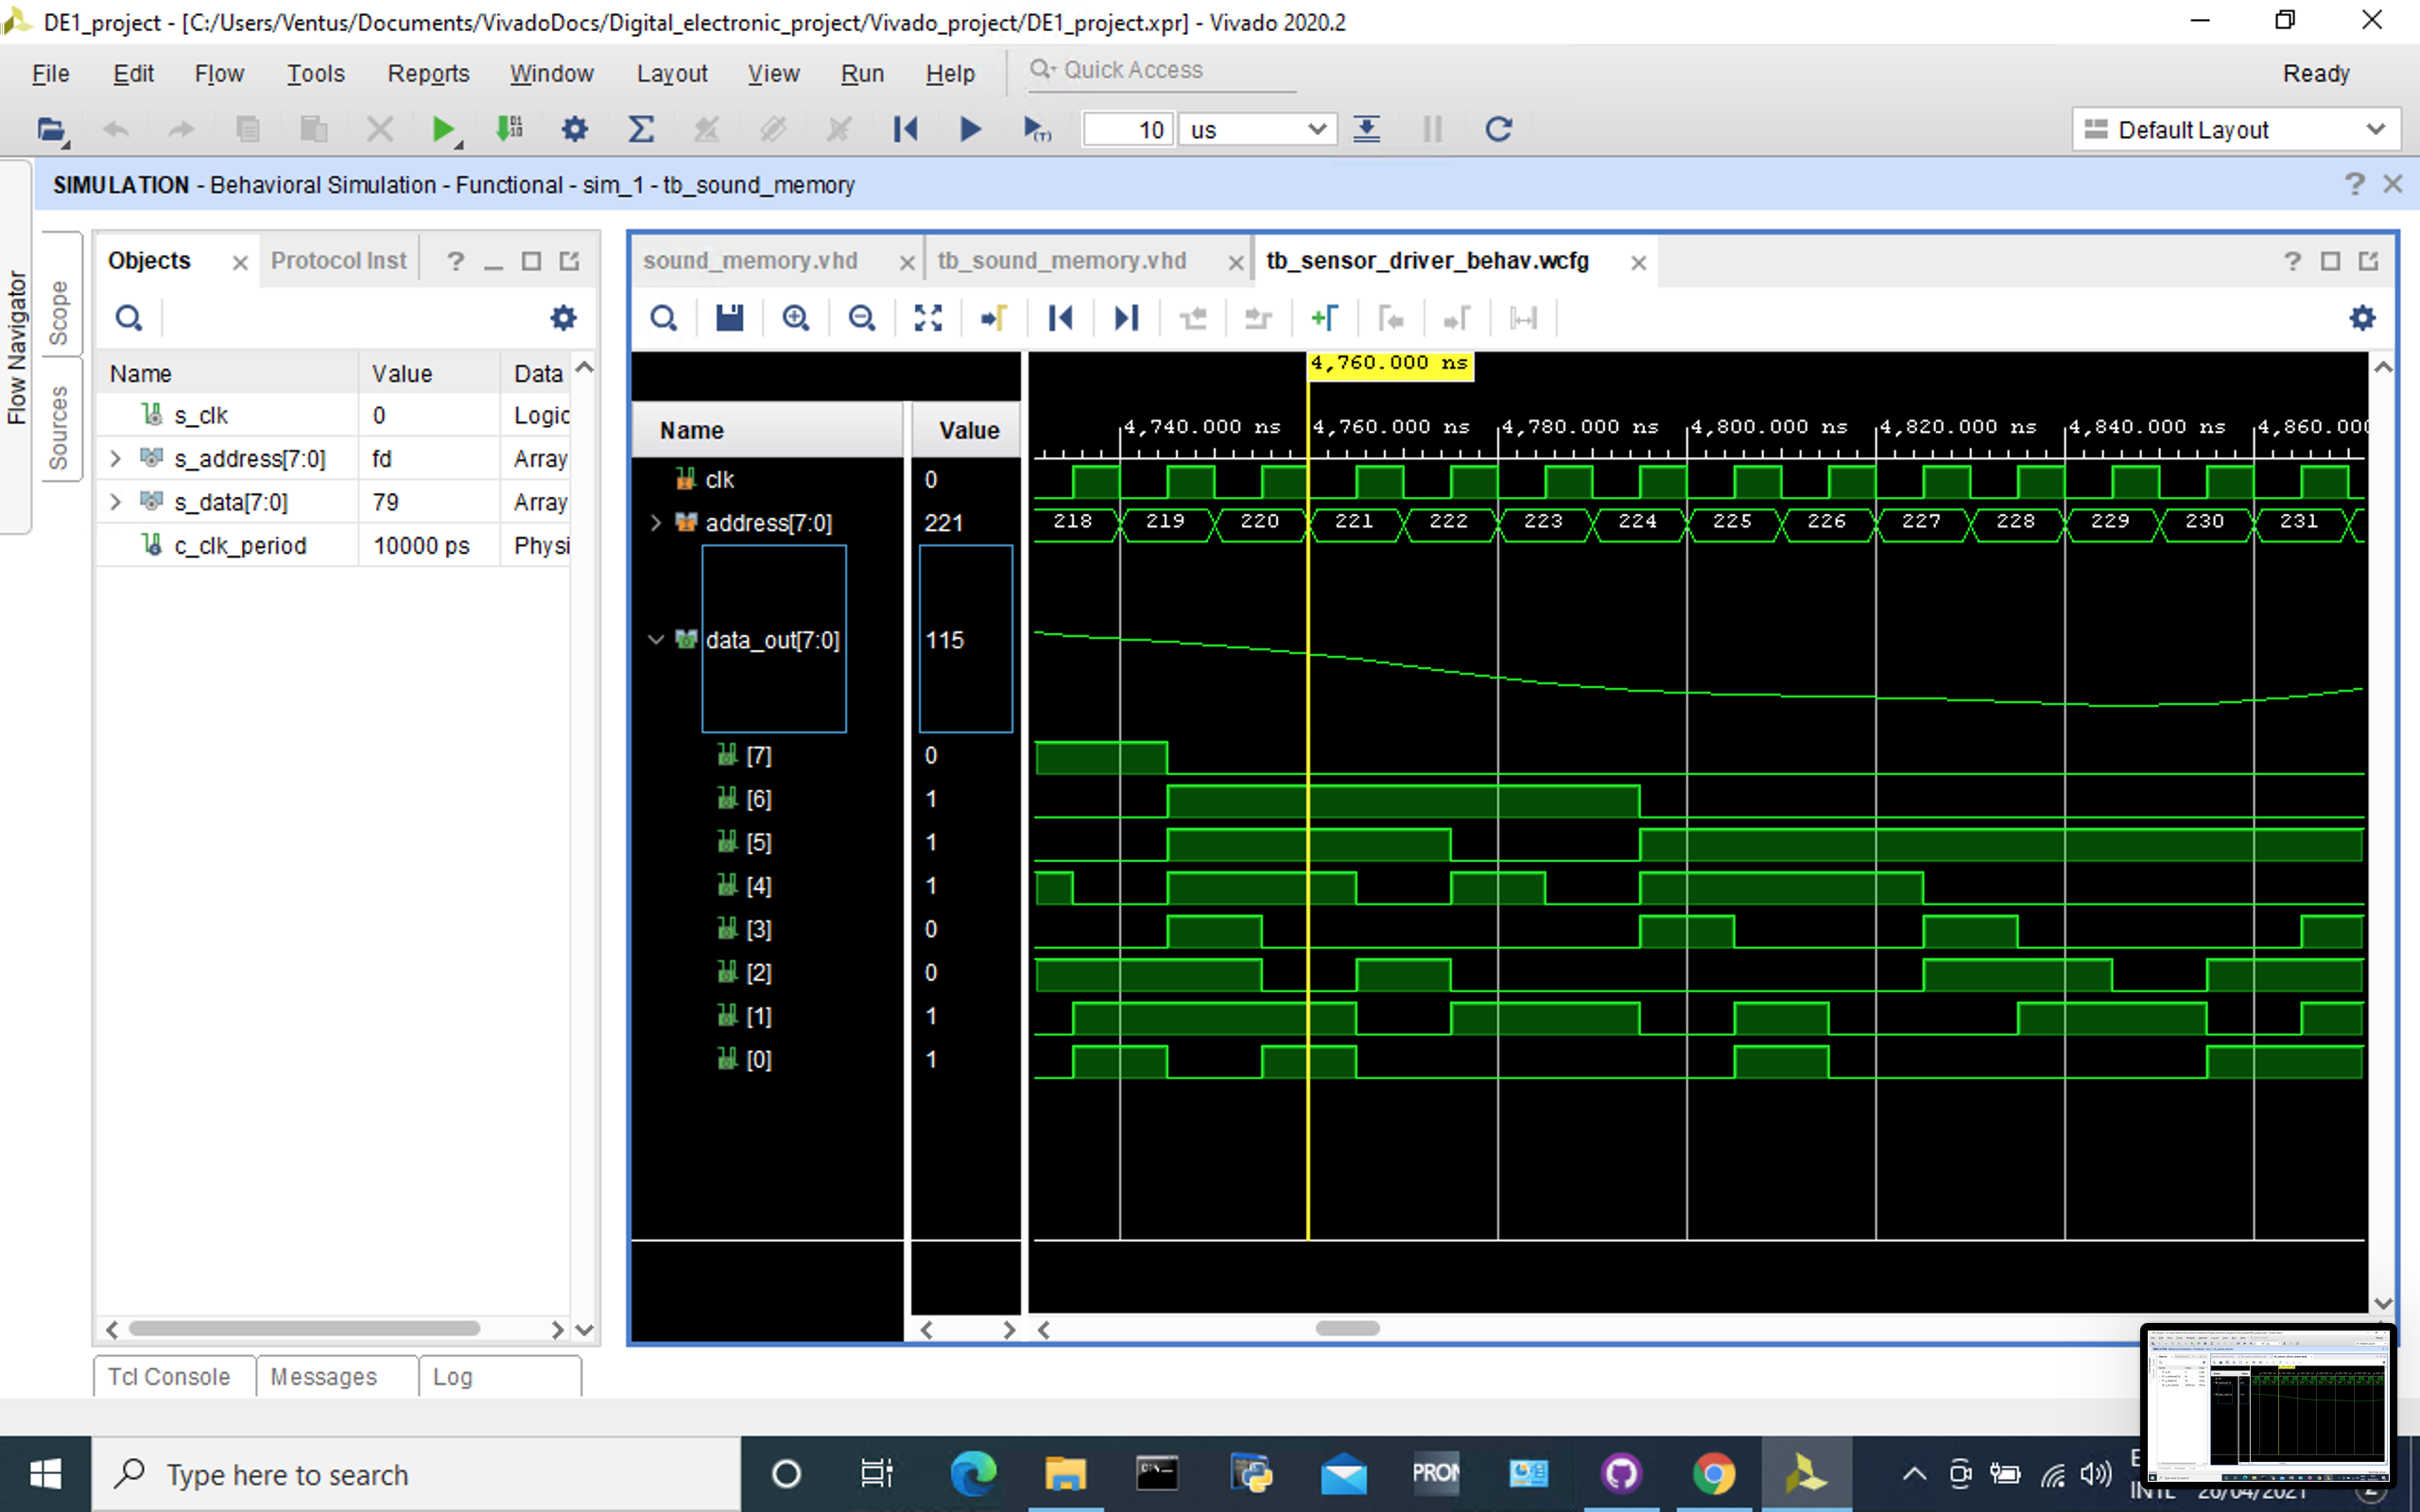 DE1_project - [C:/Users/Ventus/Documents/VivadoDocs/Digital_electronic_project/Vivado_project/DE1_project.xpr] - Vivado 2020.2
File Edit Flow Tools Reports Window Layout View Run Help Quick Access Ready
10 us Default Layout
SIMULATION - Behavioral Simulation - Functional - sim_1 - tb_sound_memory
Flow Navigator
Scope
Sources
Objects Protocol Inst
Name Value Data
s_clk 0 Logic
s_address[7:0] fd Array
s_data[7:0] 79 Array
c_clk_period 10000 ps Physi
sound_memory.vhd tb_sound_memory.vhd tb_sensor_driver_behav.wcfg
4,760.000 ns
Name Value 4,740.000 ns 4,760.000 ns 4,780.000 ns 4,800.000 ns 4,820.000 ns 4,840.000 ns 4,860.000
clk 0
address[7:0] 221 218 219 220 221 222 223 224 225 226 227 228 229 230 231
data_out[7:0] 115
[7] 0
[6] 1
[5] 1
[4] 1
[3] 0
[2] 0
[1] 1
[0] 1
Tcl Console Messages Log
Type here to search
PRON
INTL 26/04/2021